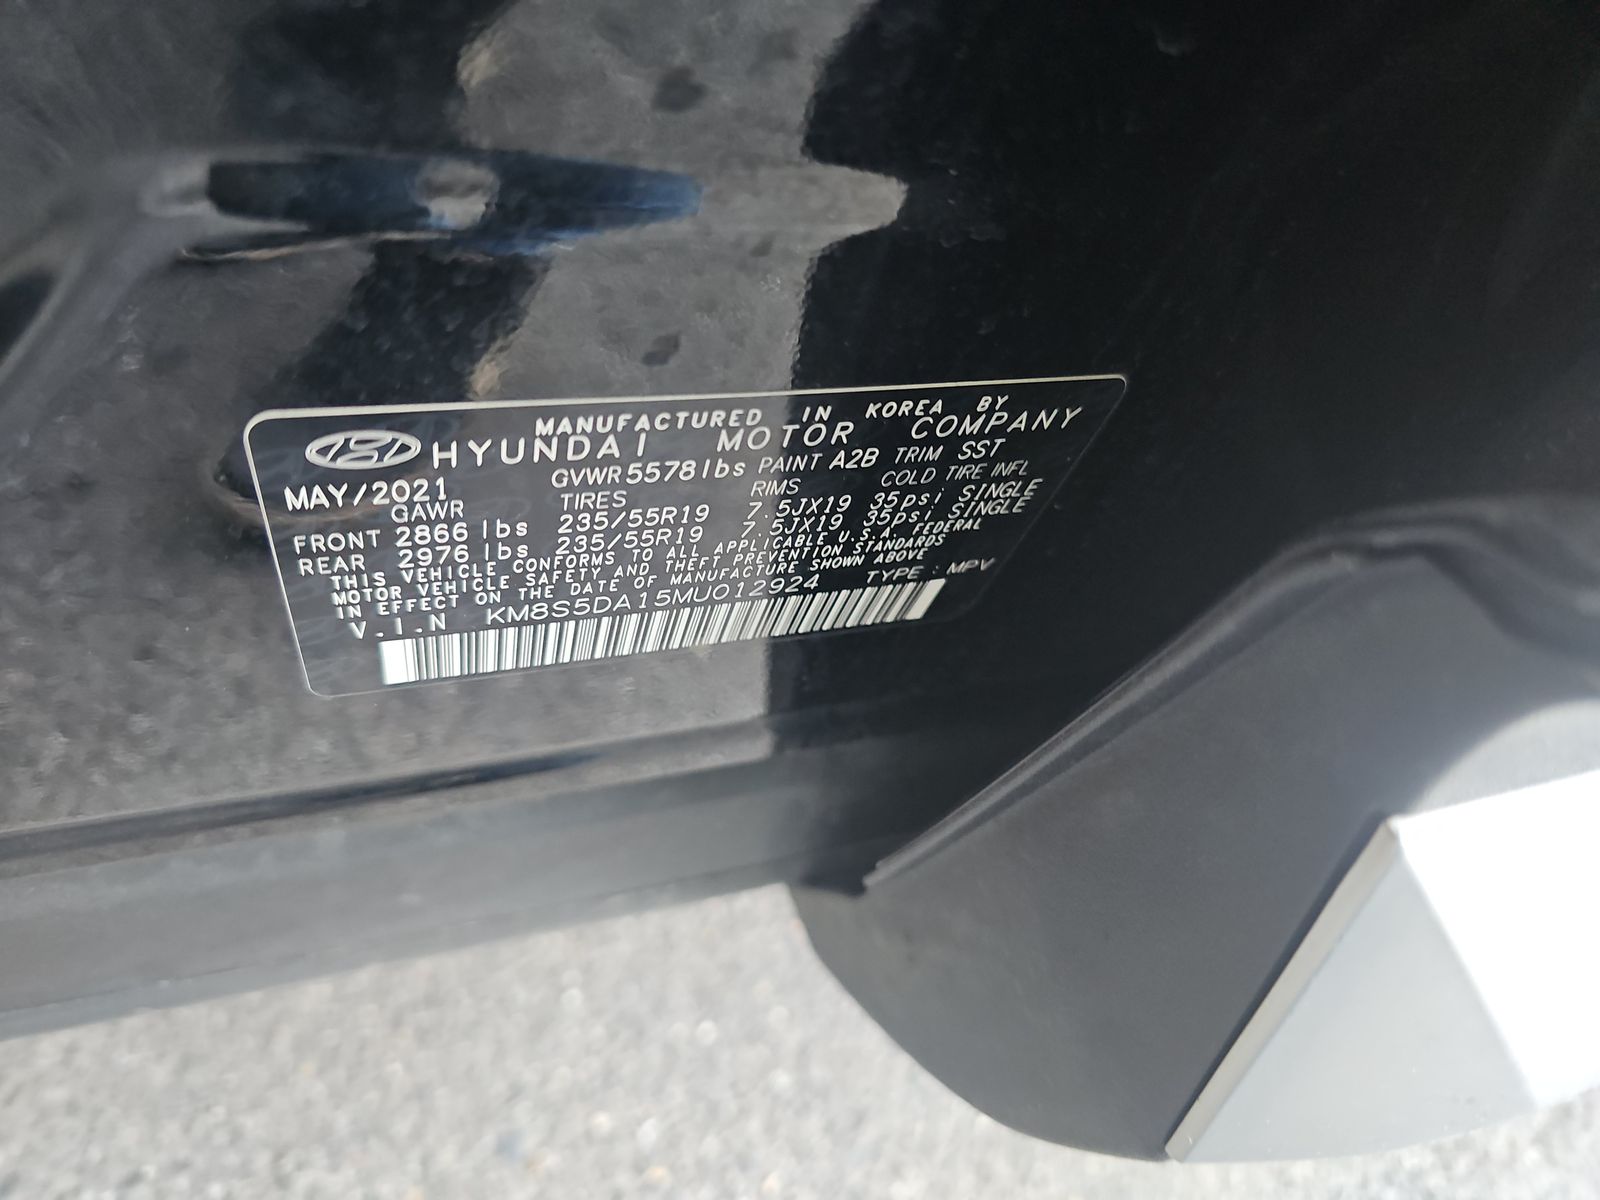 MANUFACTURED IN KOREA BY
HYUNDAI MOTOR COMPANY
MAY/2021 GVWR 5578 lbs PAINT A2B TRIM SST
GAWR TIRES RIMS COLD TIRE INFL
FRONT 2866 lbs 235/55R19 7.5JX19 35psi SINGLE
REAR 2976 lbs 235/55R19 7.5JX19 35psi SINGLE
THIS VEHICLE CONFORMS TO ALL APPLICABLE U.S.A. FEDERAL
MOTOR VEHICLE SAFETY AND THEFT PREVENTION STANDARDS
IN EFFECT ON THE DATE OF MANUFACTURE SHOWN ABOVE
V.I.N KM8S5DA15MU012924 TYPE : MPV